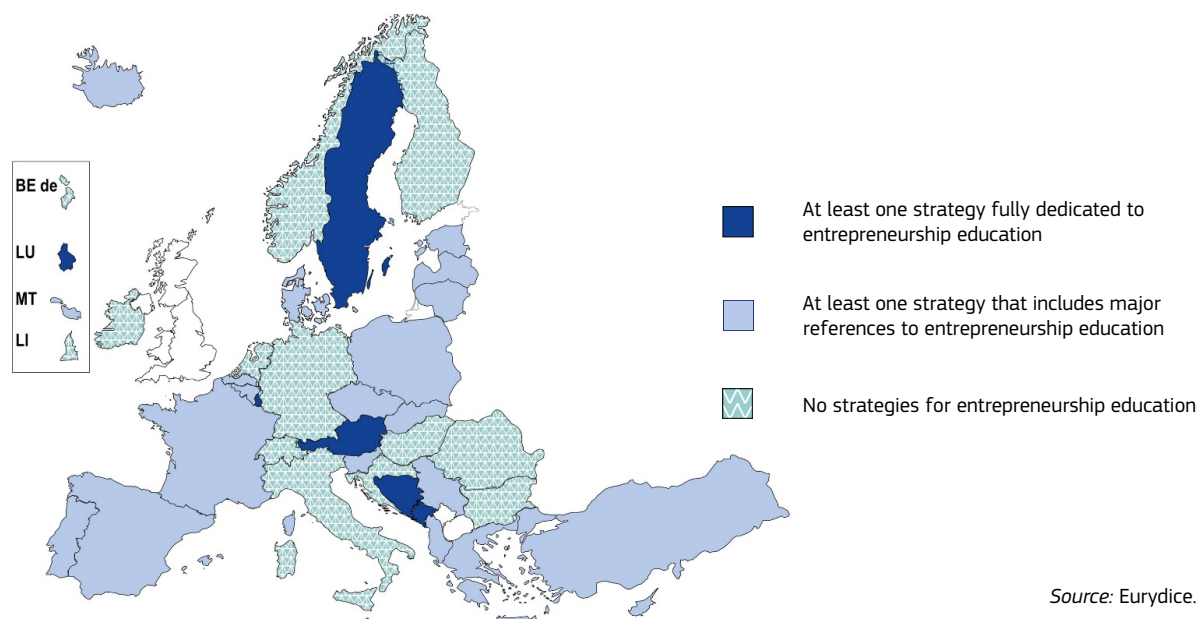 BE de
LU
MT
LI
At least one strategy fully dedicated to
entrepreneurship education
At least one strategy that includes major
references to entrepreneurship education
No strategies for entrepreneurship education
Source: Eurydice.